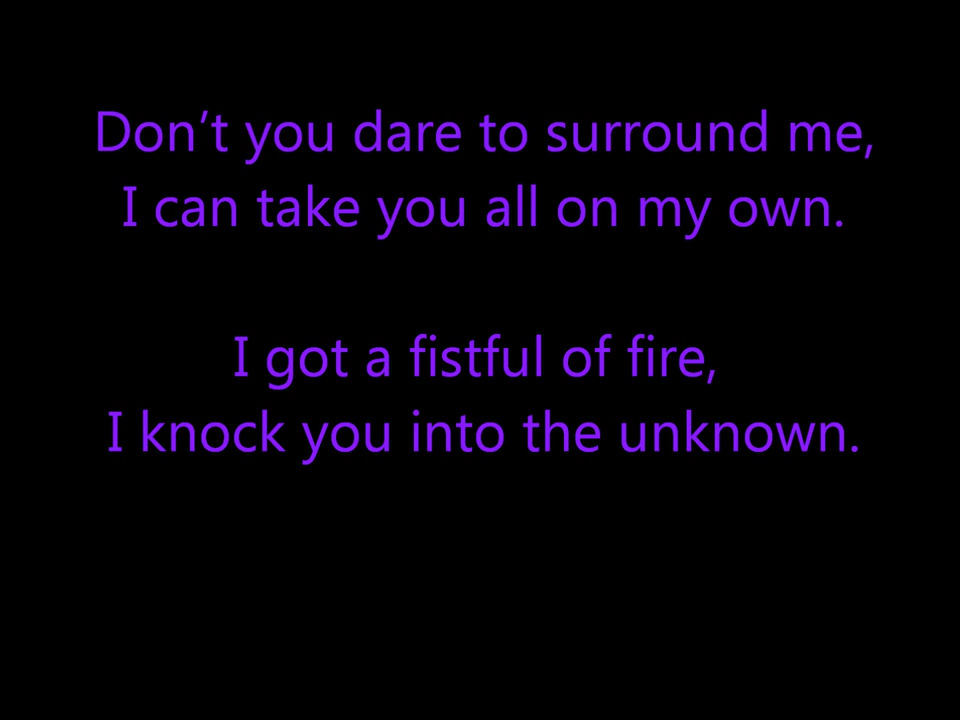 Don't you dare to surround me,
I can take you all on my own.
I got a fistful of fire,
I knock you into the unknown.